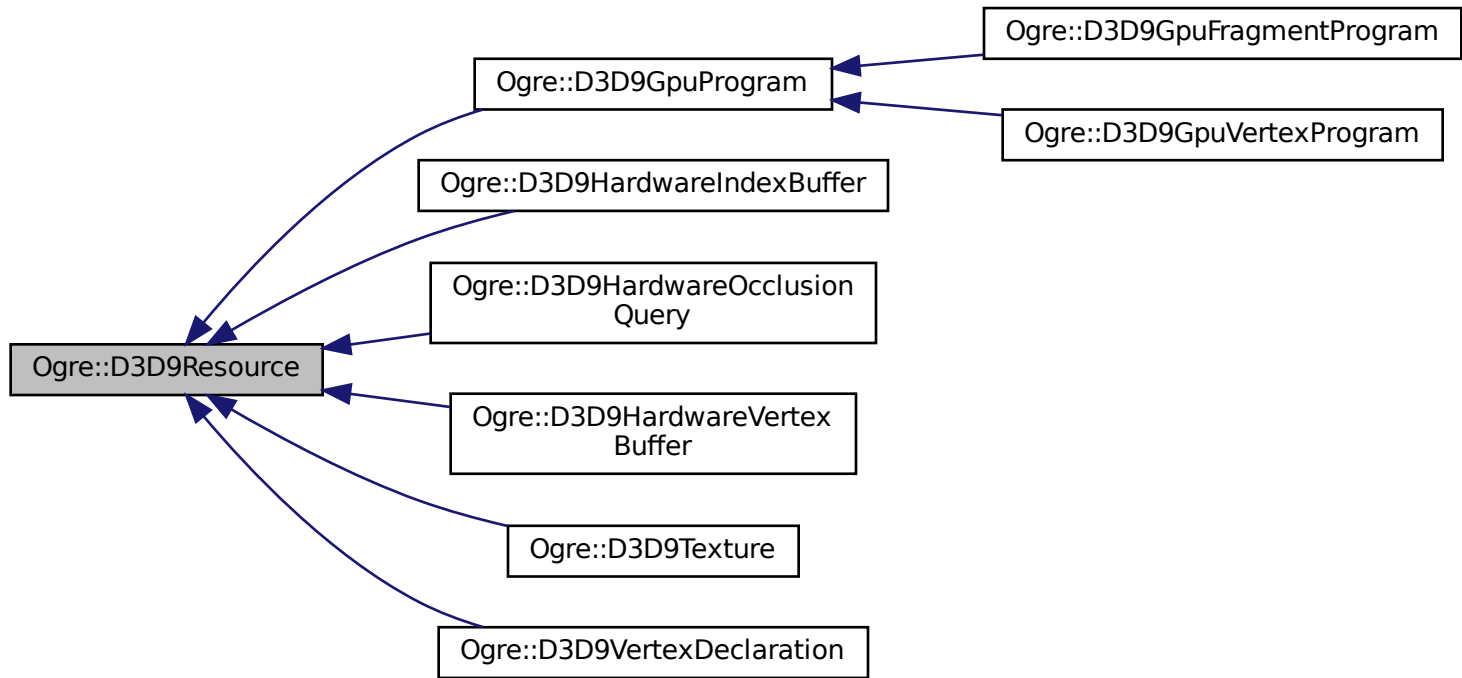 Ogre::D3D9GpuFragmentProgram
Ogre::D3D9GpuProgram
Ogre::D3D9GpuVertexProgram
Ogre::D3D9HardwareIndexBuffer
Ogre::D3D9HardwareOcclusion
Query
Ogre::D3D9Resource
Ogre::D3D9HardwareVertex
Buffer
Ogre::D3D9Texture
Ogre::D3D9VertexDeclaration